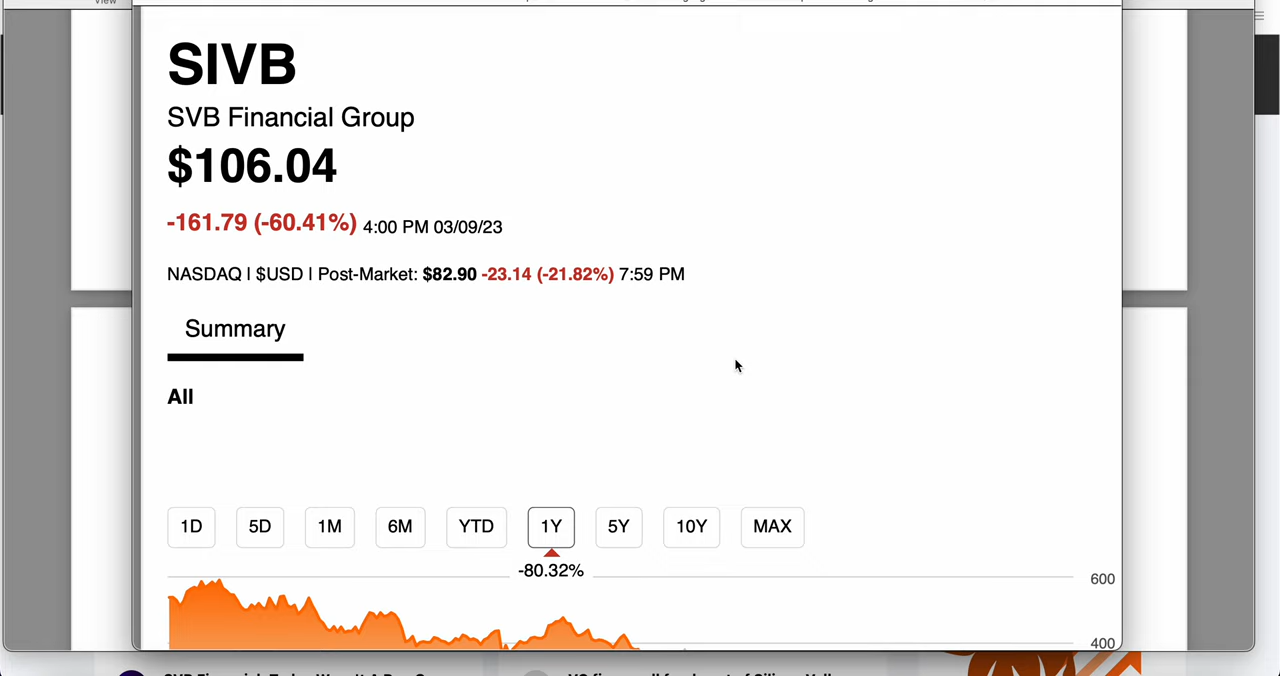 View
SIVB
SVB Financial Group
$106.04
-161.79 (-60.41%) 4:00 PM 03/09/23
NASDAQ | $USD | Post-Market: $82.90 -23.14 (-21.82%) 7:59 PM
Summary
All
1D 5D 1M 6M YTD 1Y 5Y 10Y MAX
-80.32%
600
400